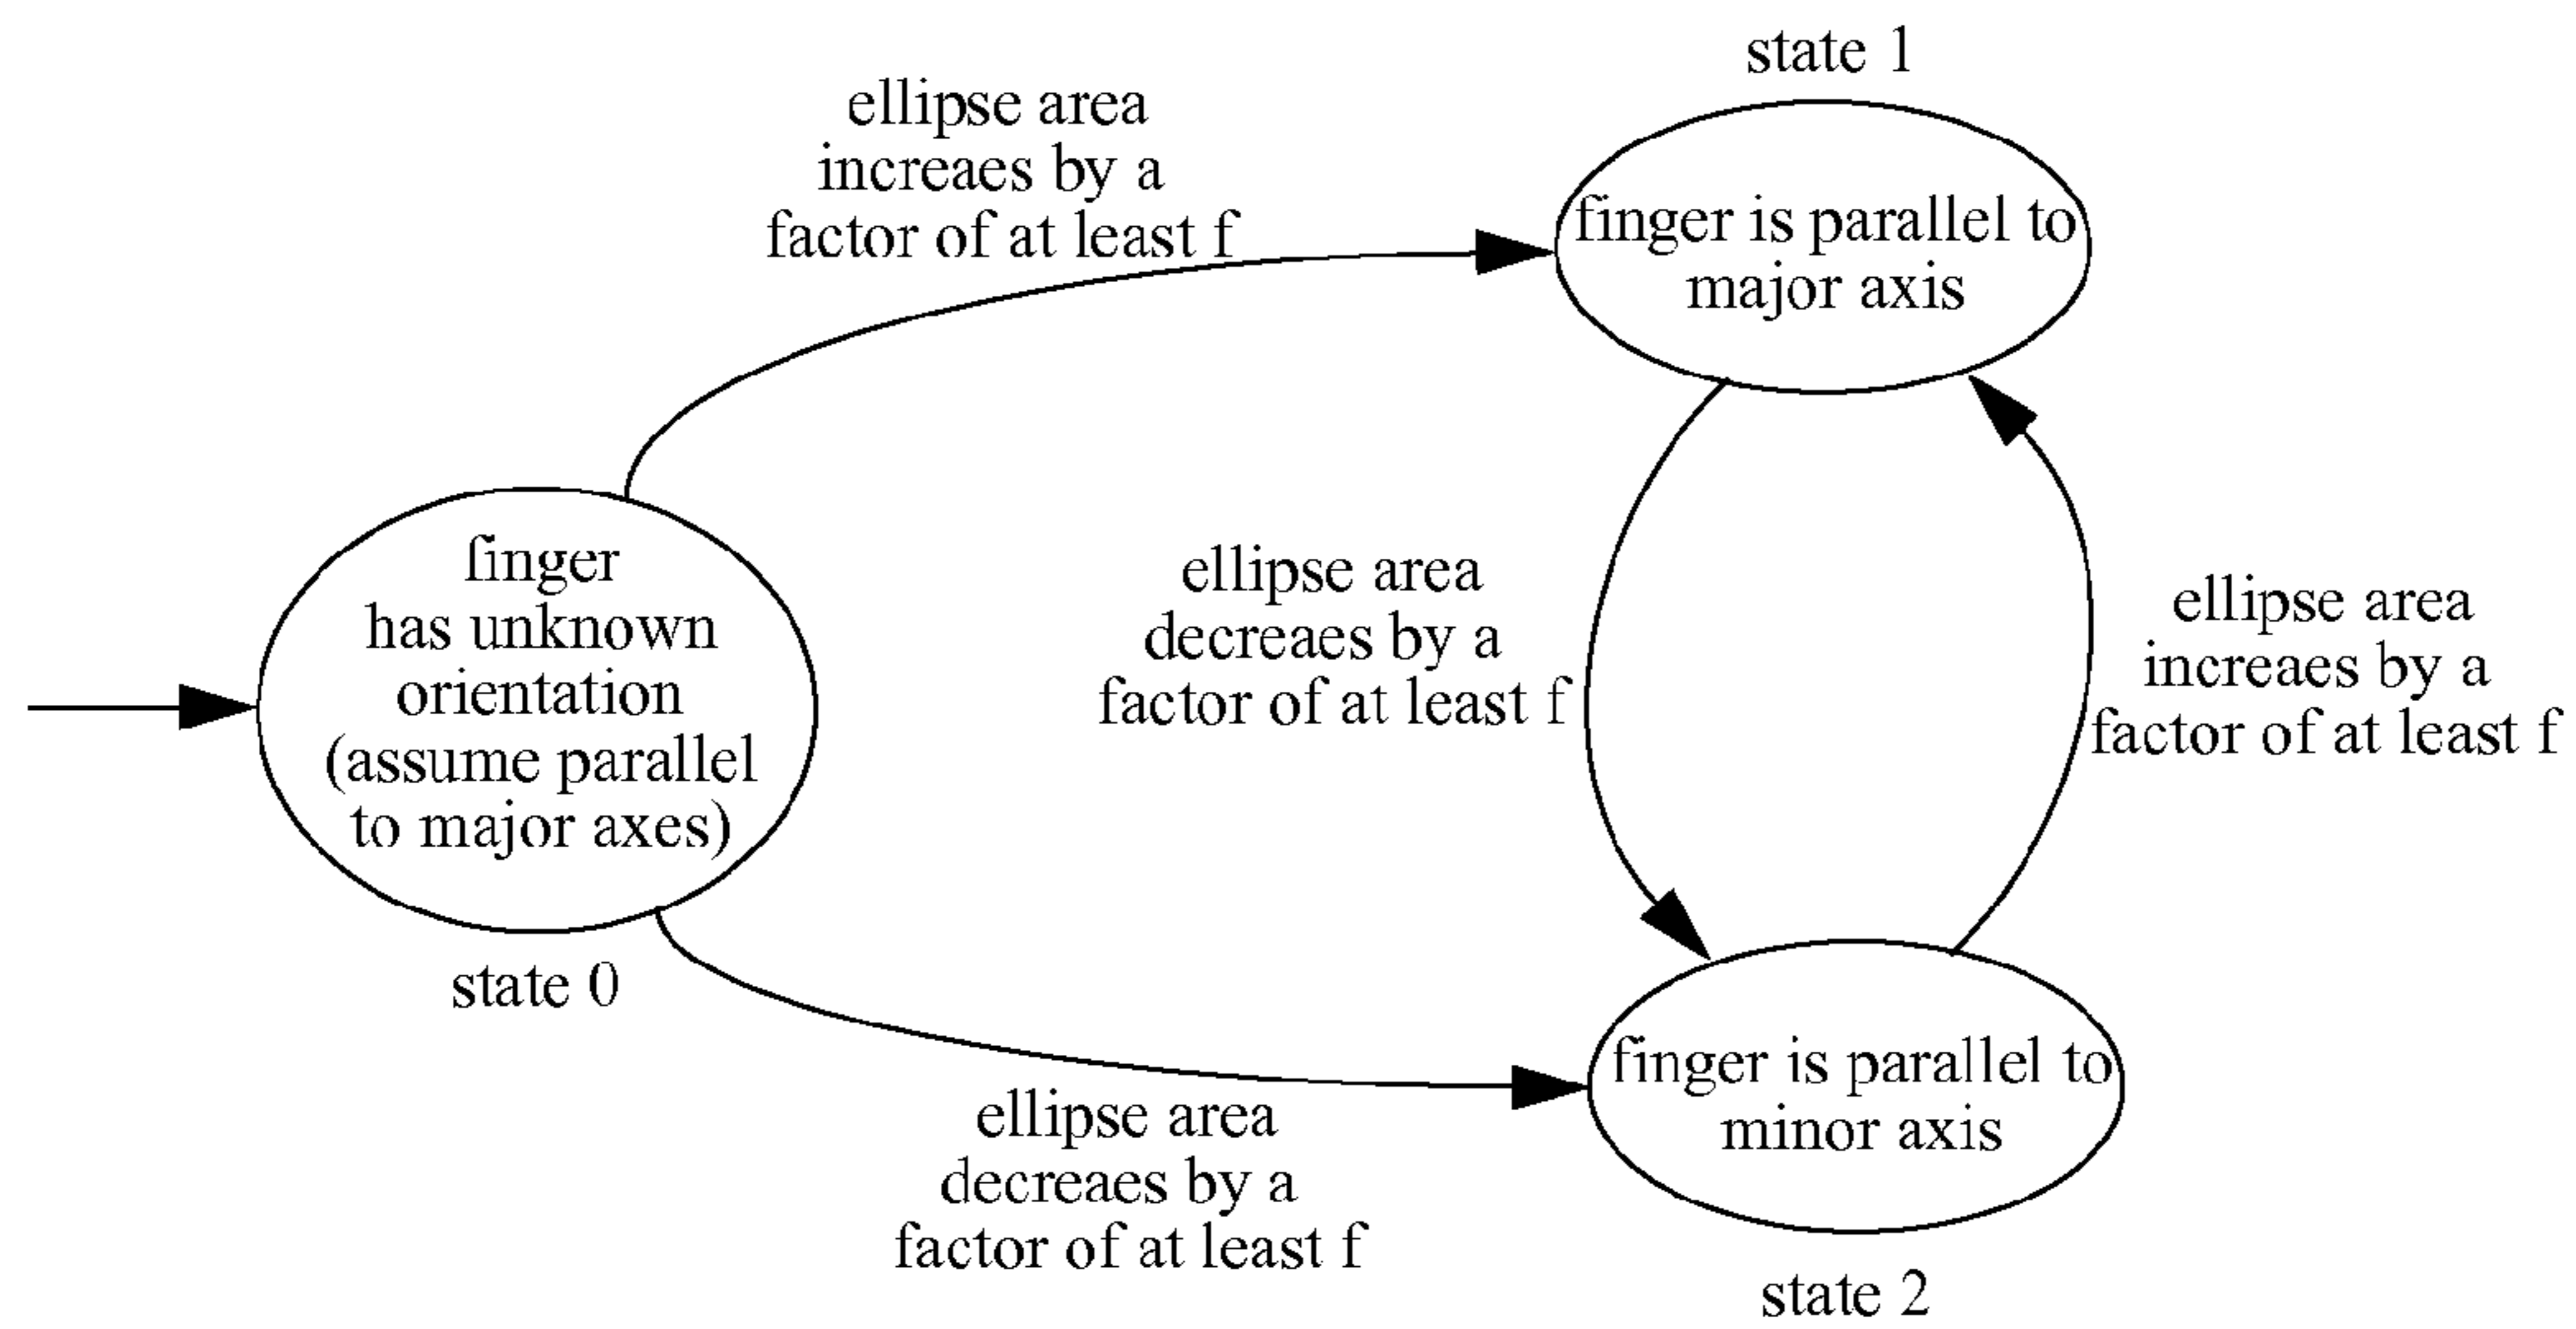 state 1
ellipse area
increaes by a
factor of at least f
finger is parallel to
major axis
finger
has unknown
orientation
(assume parallel
to major axes)
state 0
ellipse area
decreaes by a
factor of at least f
ellipse area
increaes by a
factor of at least f
ellipse area
decreaes by a
factor of at least f
finger is parallel to
minor axis
state 2